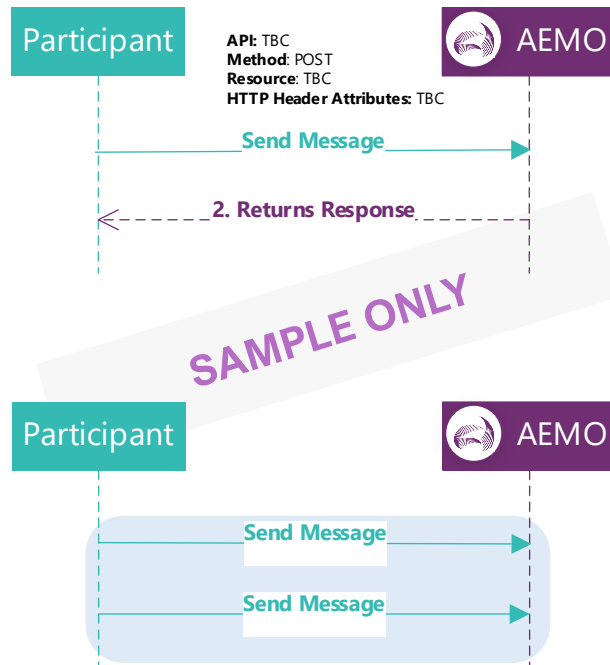 Participant
AEMO
API: TBC
Method: POST
Resource: TBC
HTTP Header Attributes: TBC
Send Message
2. Returns Response
SAMPLE ONLY
Participant
AEMO
Send Message
Send Message